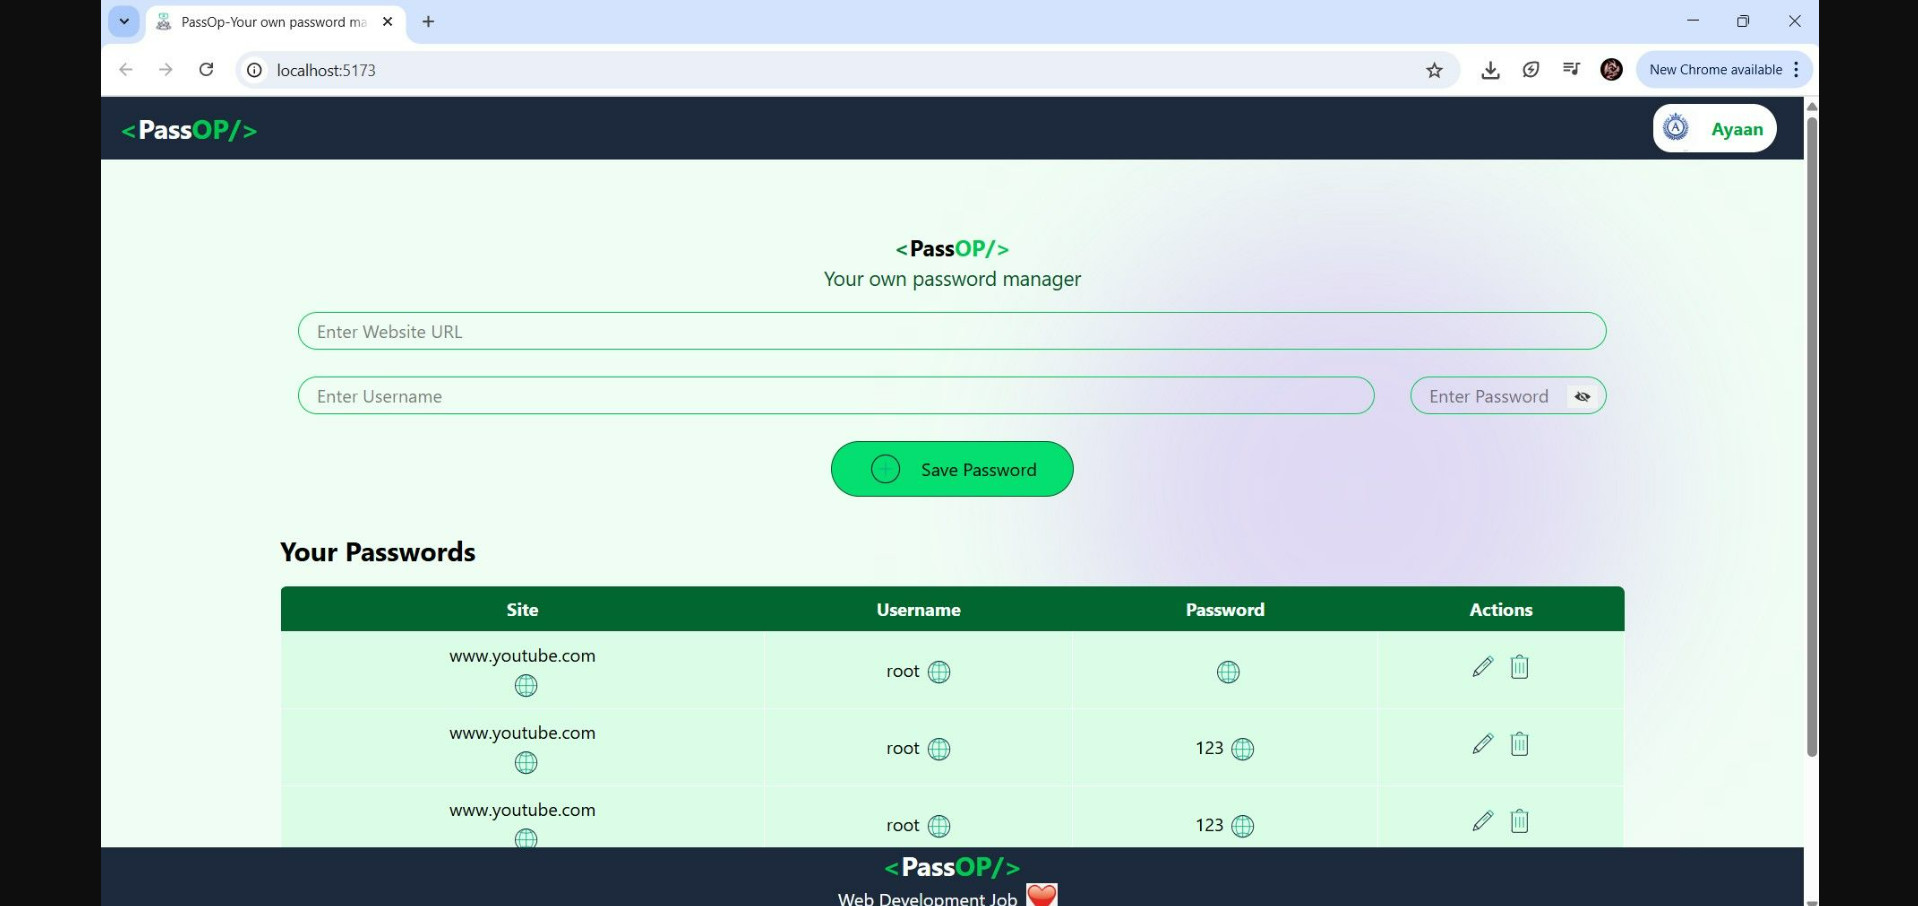 PassOp-Your own password ma
localhost:5173
New Chrome available
<PassOP/>
Ayaan
<PassOP/>
Your own password manager
Enter Website URL
Enter Username
Enter Password
Save Password
Your Passwords
Site Username Password Actions
www.youtube.com
root
www.youtube.com
root 123
www.youtube.com
root 123
<PassOP/>
Web Development Job